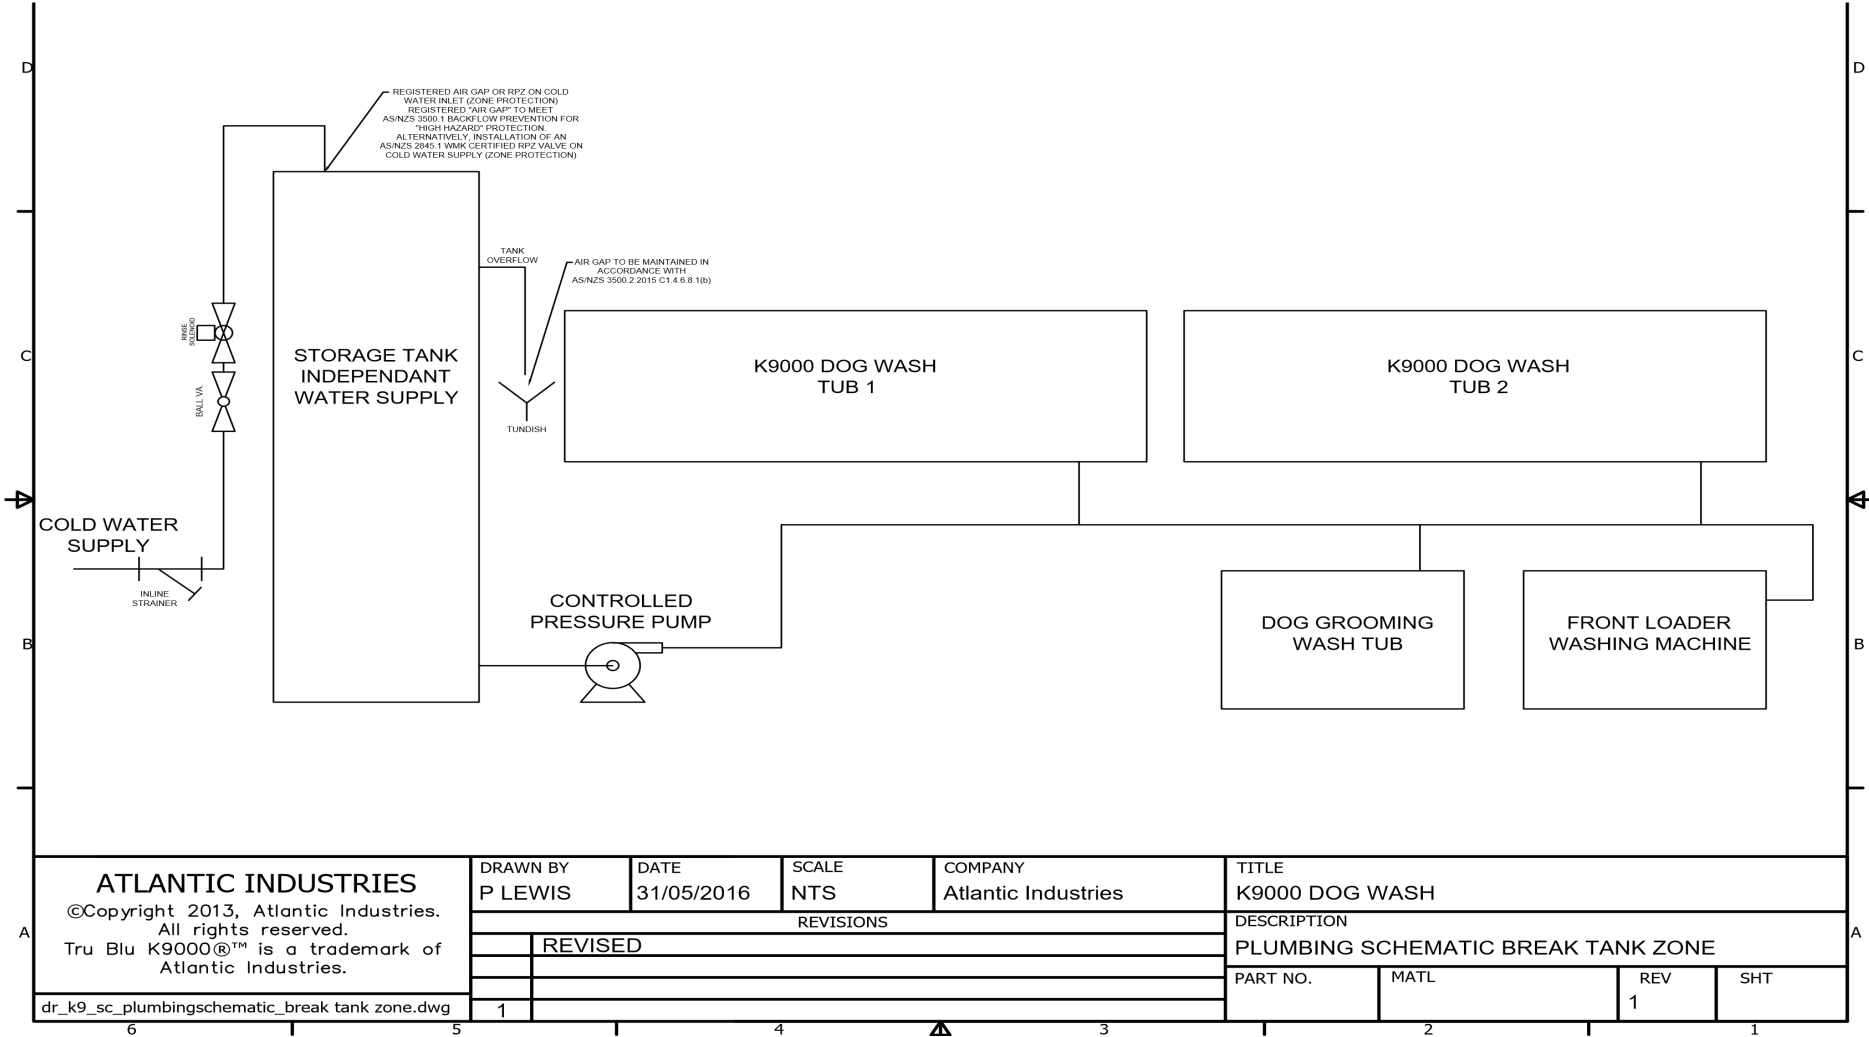 D
D
REGISTERED AIR GAP OR RPZ ON COLD
WATER INLET (ZONE PROTECTION)
REGISTERED "AIR GAP" TO MEET
AS/NZS 3500.1 BACKFLOW PREVENTION FOR
"HIGH HAZARD" PROTECTION.
ALTERNATIVELY, INSTALLATION OF AN
AS/NZS 2845.1 WMK CERTIFIED RPZ VALVE ON
COLD WATER SUPPLY (ZONE PROTECTION)
TANK
OVERFLOW
AIR GAP TO BE MAINTAINED IN
ACCORDANCE WITH
AS/NZS 3500.2:2015 C1.4.6.8.1(b)
RINSE
SOLENOID
BALL VA.
C
C
STORAGE TANK
INDEPENDANT
WATER SUPPLY
TUNDISH
K9000 DOG WASH
TUB 1
K9000 DOG WASH
TUB 2
COLD WATER
SUPPLY
INLINE
STRAINER
CONTROLLED
PRESSURE PUMP
DOG GROOMING
WASH TUB
FRONT LOADER
WASHING MACHINE
B
B
ATLANTIC INDUSTRIES
©Copyright 2013, Atlantic Industries.
All rights reserved.
Tru Blu K9000®™ is a trademark of
Atlantic Industries.
dr_k9_sc_plumbingschematic_break tank zone.dwg
DRAWN BY
P LEWIS
DATE
31/05/2016
SCALE
NTS
COMPANY
Atlantic Industries
TITLE
K9000 DOG WASH
REVISIONS
REVISED
1
DESCRIPTION
PLUMBING SCHEMATIC BREAK TANK ZONE
PART NO.
MATL
REV
1
SHT
A
A
6
5
4
3
2
1